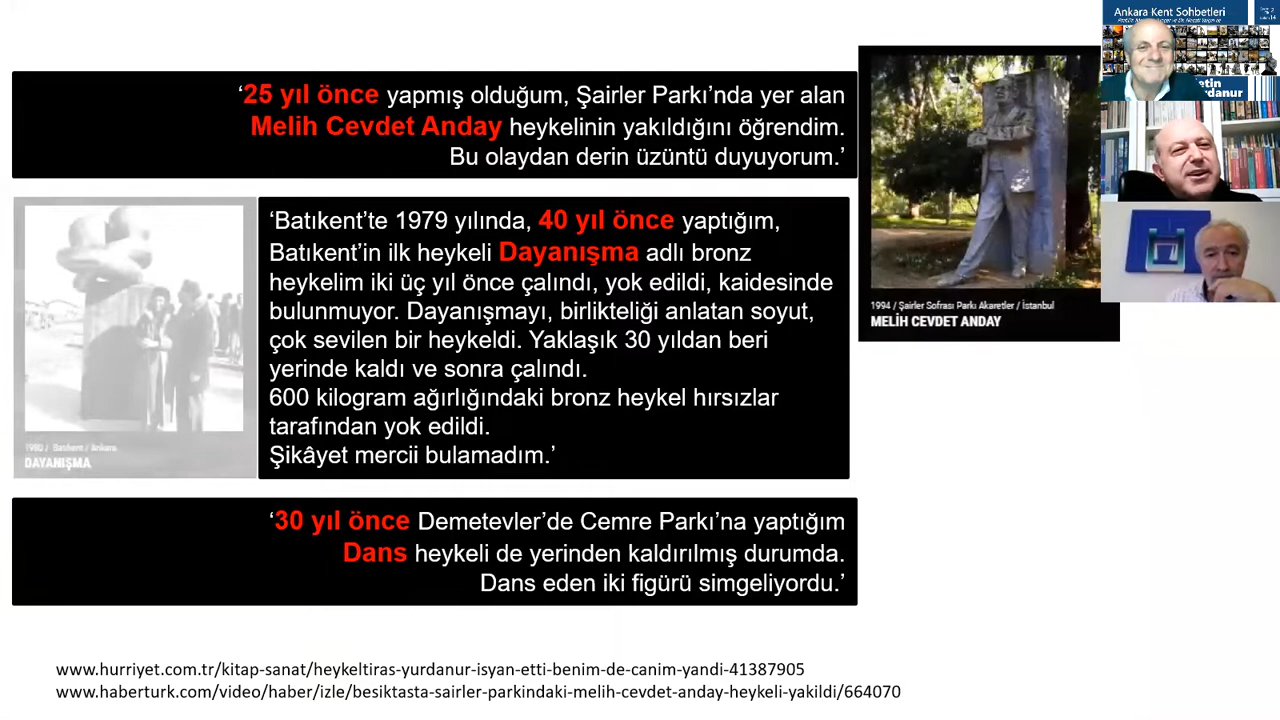 Ankara Kent Sohbetleri
etin
urdanur
‘25 yıl önce yapmış olduğum, Şairler Parkı’nda yer alan
Melih Cevdet Anday heykelinin yakıldığını öğrendim.
Bu olaydan derin üzüntü duyuyorum.’
1994 / Şairler Sofrası Parkı Akaretler / İstanbul
MELİH CEVDET ANDAY
‘Batıkent’te 1979 yılında, 40 yıl önce yaptığım,
Batıkent’in ilk heykeli Dayanışma adlı bronz
heykelim iki üç yıl önce çalındı, yok edildi, kaidesinde
bulunmuyor. Dayanışmayı, birlikteliği anlatan soyut,
çok sevilen bir heykeldi. Yaklaşık 30 yıldan beri
yerinde kaldı ve sonra çalındı.
600 kilogram ağırlığındaki bronz heykel hırsızlar
tarafından yok edildi.
Şikâyet mercii bulamadım.’
1980 / Batıkent / Ankara
DAYANIŞMA
‘30 yıl önce Demetevler’de Cemre Parkı’na yaptığım
Dans heykeli de yerinden kaldırılmış durumda.
Dans eden iki figürü simgeliyordu.’
www.hurriyet.com.tr/kitap-sanat/heykeltiras-yurdanur-isyan-etti-benim-de-canim-yandi-41387905
www.haberturk.com/video/haber/izle/besiktasta-sairler-parkindaki-melih-cevdet-anday-heykeli-yakildi/664070